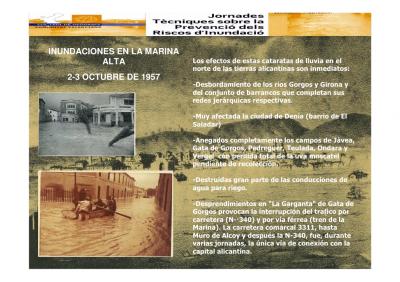 Jornades
Tècniques sobre la
Prevenció dels
Riscos d'Inundació
INUNDACIONES EN LA MARINA
ALTA
2-3 OCTUBRE DE 1957
Los efectos de estas cataratas de lluvia en el
norte de las tierras alicantinas son inmediatos:
-Desbordamiento de los ríos Gorgos y Girona y
del conjunto de barrancos que completan sus
redes jerárquicas respectivas.
-Muy afectada la ciudad de Denia (barrio de El
Saladar)
-Anegados completamente los campos de Jávea,
Gata de Gorgos, Pedreguer, Teulada, Ondara y
Vergel con pérdida total de la uva moscatel
pendiente de recolección.
-Destruidas gran parte de las conducciones de
agua para riego.
-Desprendimientos en "La Garganta" de Gata de
Gorgos provocan la interrupción del trafico por
carretera (N- 340) y por vía férrea (tren de la
Marina). La carretera comarcal 3311, hasta
Muro de Alcoy y después la N-340, fue, durante
varias jornadas, la única vía de conexión con la
capital alicantina.